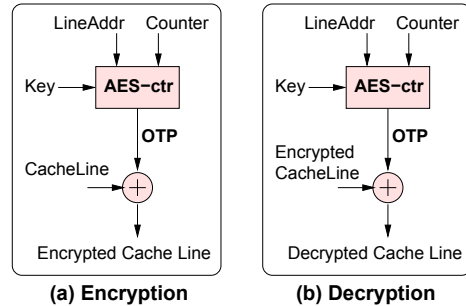 LineAddr Counter
Key
AES-ctr
OTP
CacheLine
+
Encrypted Cache Line
(a) Encryption
LineAddr Counter
Key
AES-ctr
OTP
Encrypted
CacheLine
+
Decrypted Cache Line
(b) Decryption